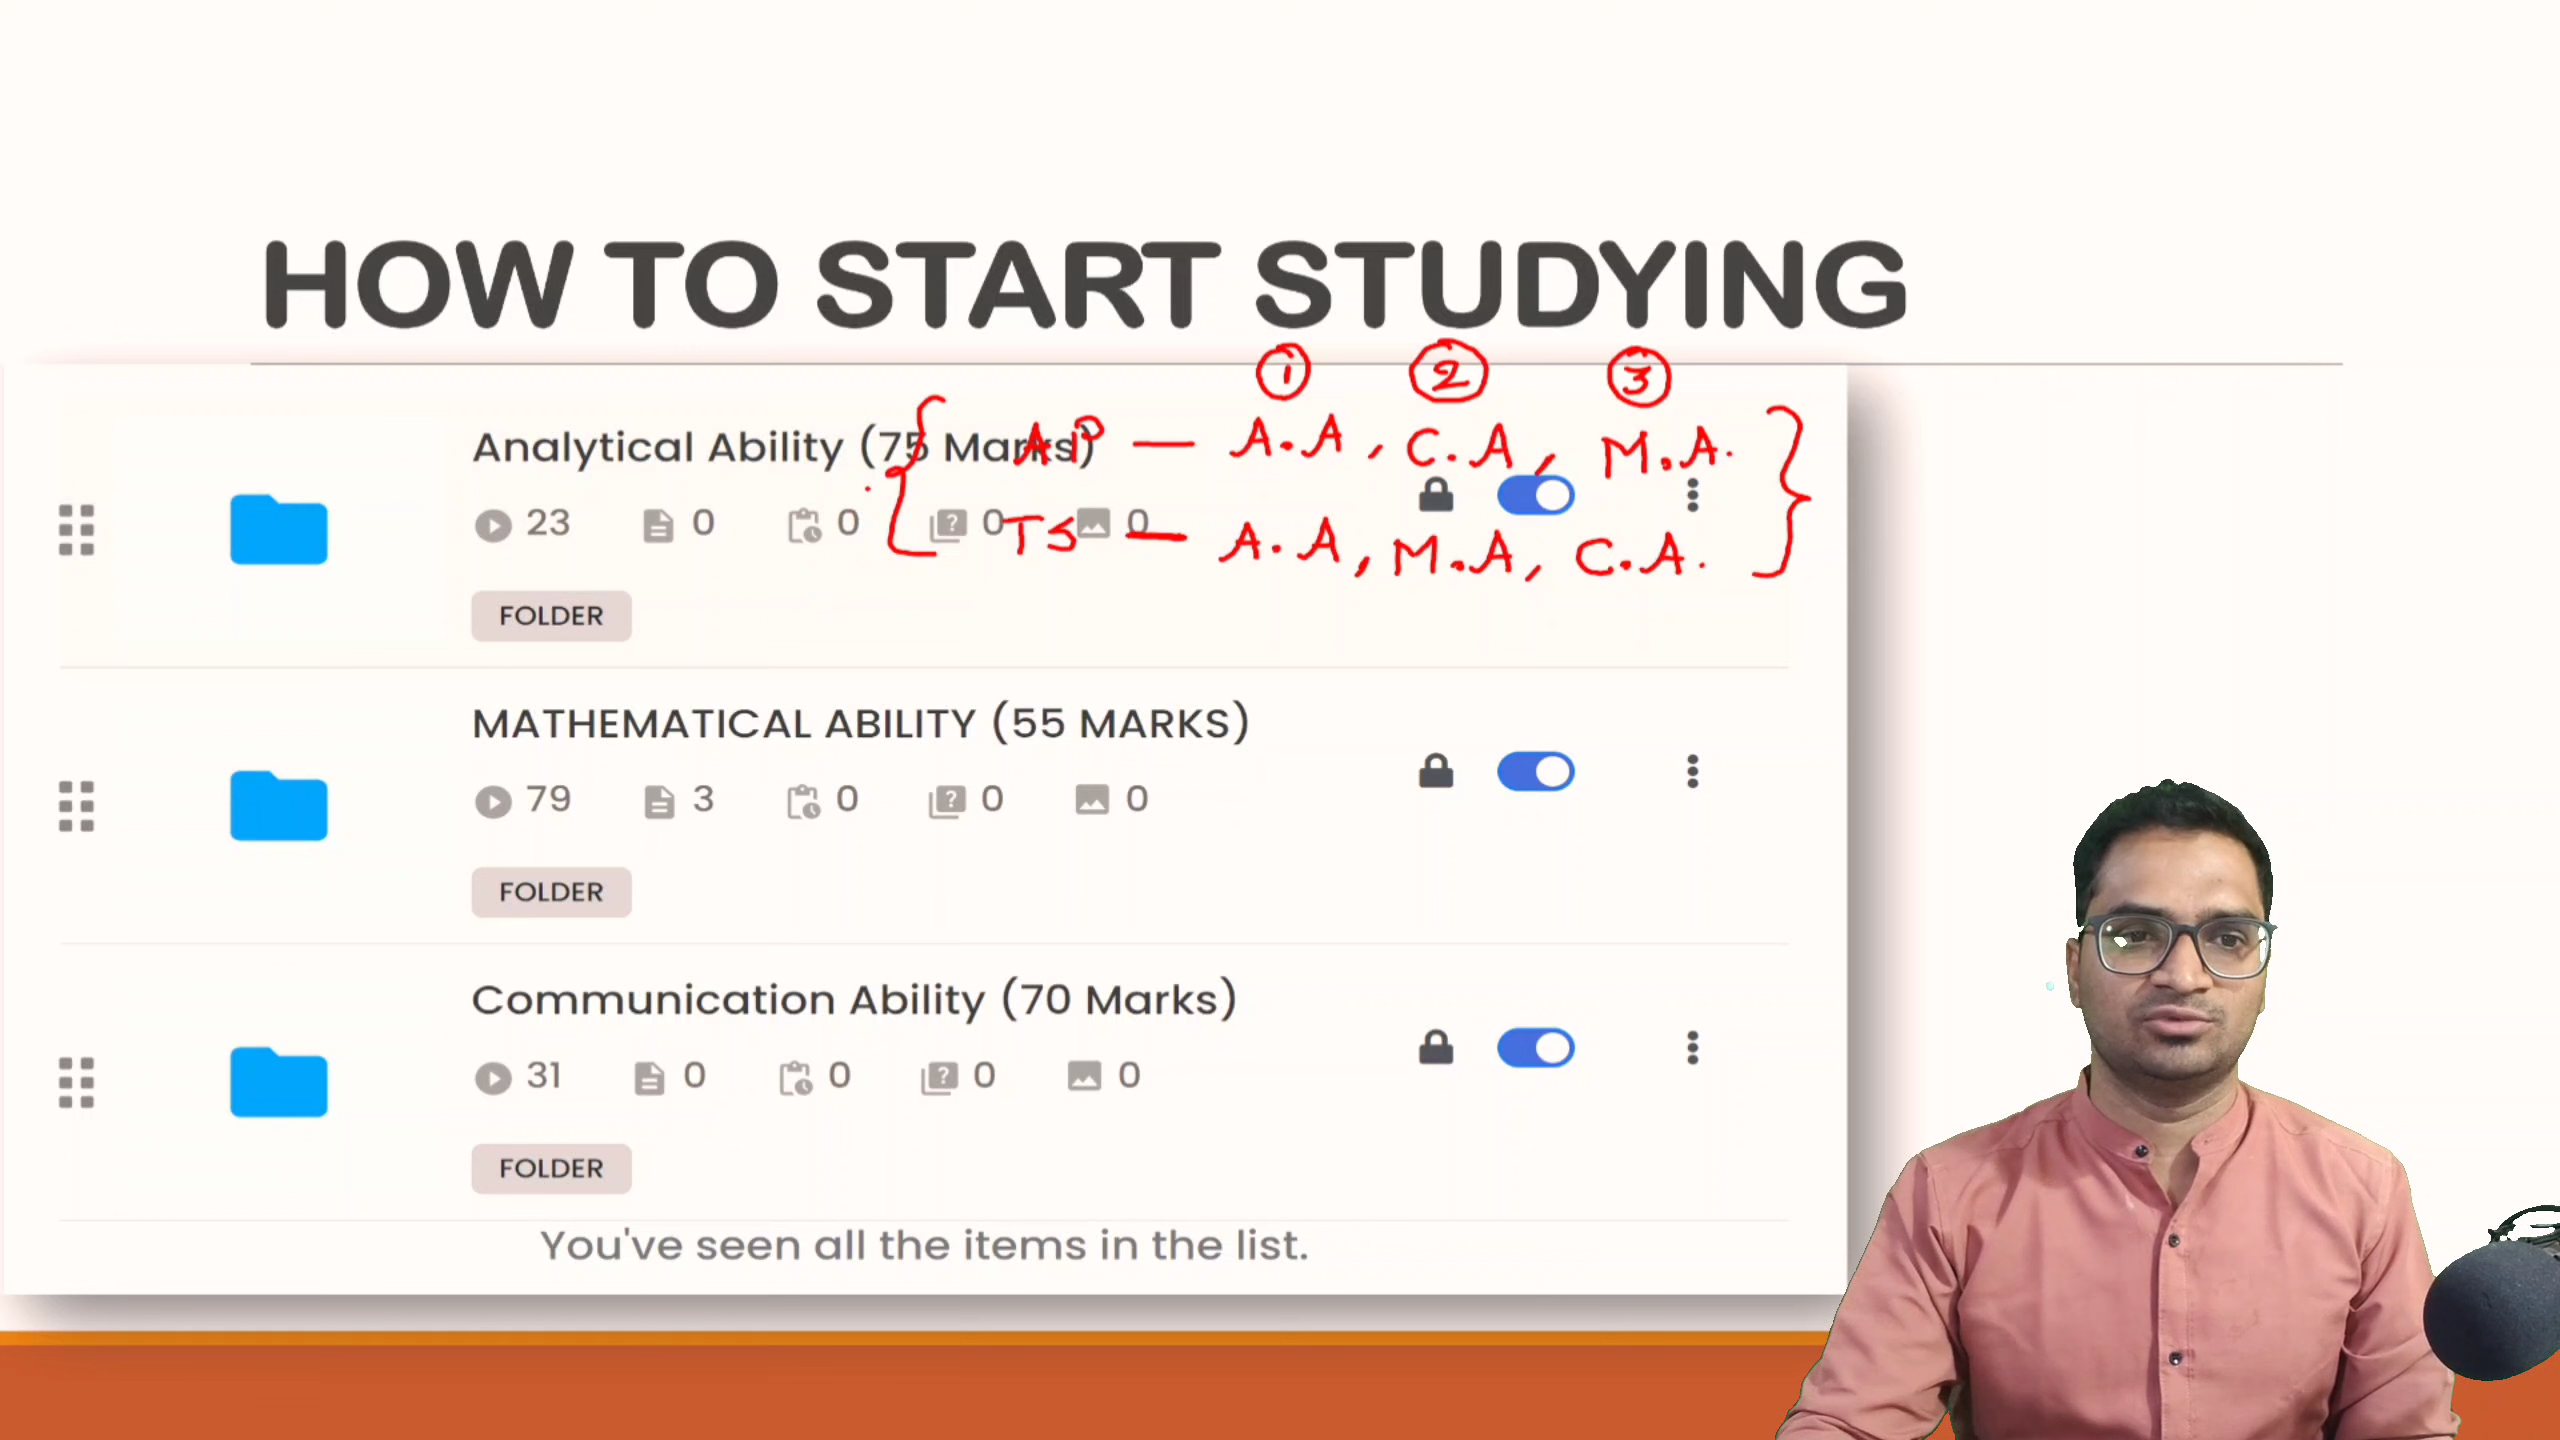 HOW TO START STUDYING
① ② ③
Analytical Ability (75 Marks)
AP — A.A, C.A, M.A.
23 0 0 0 0
TS — A.A, M.A, C.A.
FOLDER
MATHEMATICAL ABILITY (55 MARKS)
79 3 0 0 0
FOLDER
Communication Ability (70 Marks)
31 0 0 0 0
FOLDER
You've seen all the items in the list.